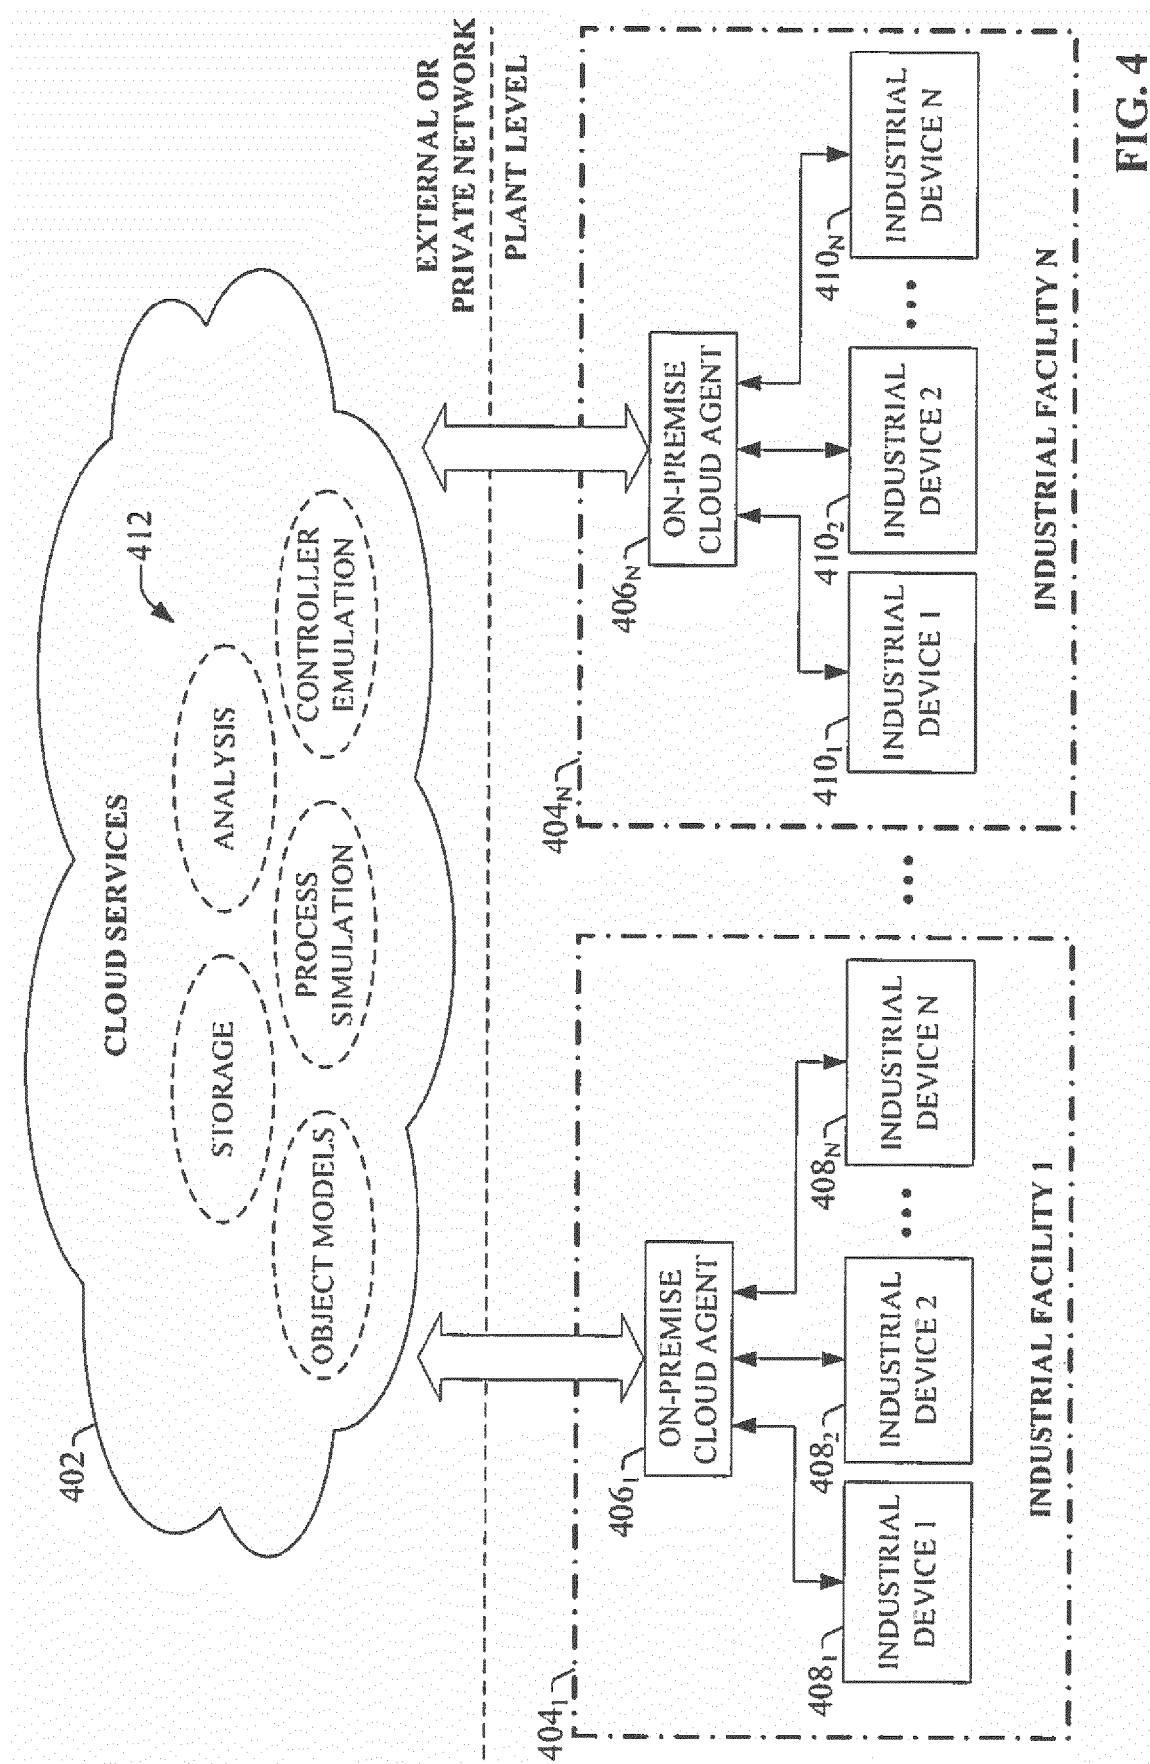 CLOUD SERVICES
402
412
STORAGE
ANALYSIS
OBJECT MODELS
PROCESS
SIMULATION
CONTROLLER
EMULATION
EXTERNAL OR
PRIVATE NETWORK
PLANT LEVEL
404₁
406₁
ON-PREMISE
CLOUD AGENT
408₁
INDUSTRIAL
DEVICE 1
408₂
INDUSTRIAL
DEVICE 2
•••
408N
INDUSTRIAL
DEVICE N
INDUSTRIAL FACILITY 1
•••
404N
406N
ON-PREMISE
CLOUD AGENT
410₁
INDUSTRIAL
DEVICE 1
410₂
INDUSTRIAL
DEVICE 2
•••
410N
INDUSTRIAL
DEVICE N
INDUSTRIAL FACILITY N
FIG. 4